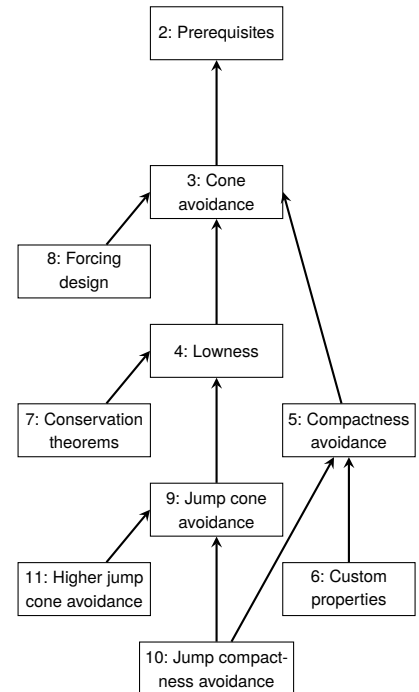 2: Prerequisites
3: Cone
avoidance
8: Forcing
design
4: Lowness
7: Conservation
theorems
5: Compactness
avoidance
9: Jump cone
avoidance
11: Higher jump
cone avoidance
6: Custom
properties
10: Jump compact-
ness avoidance